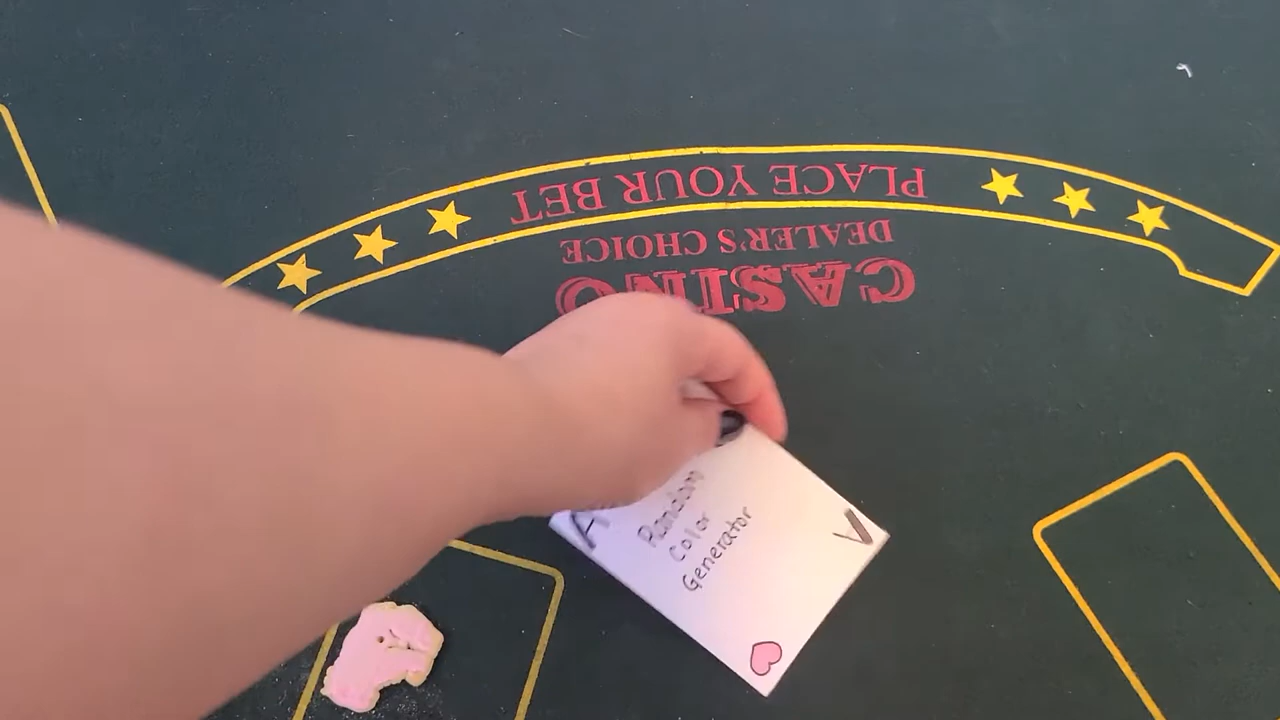 PLACE YOUR BET
DEALER'S CHOICE
CASINO
A
Random
Color
Generator